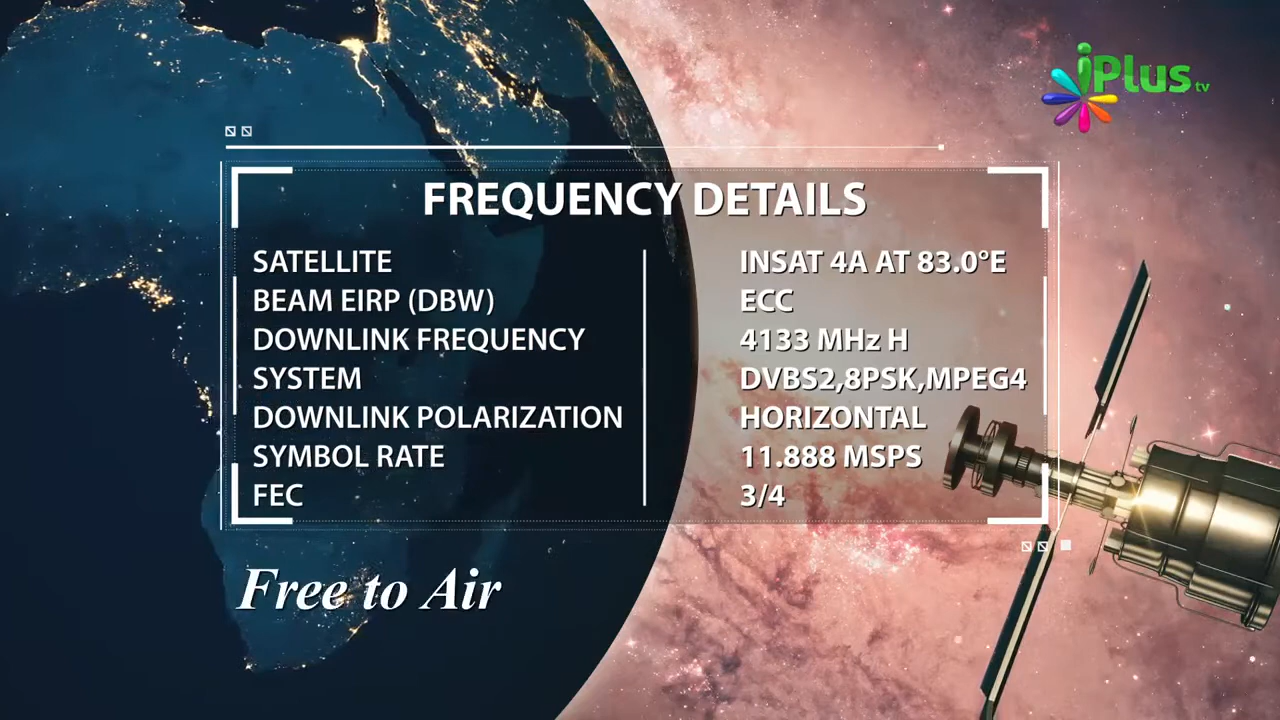 iPlus tv
FREQUENCY DETAILS
SATELLITE INSAT 4A AT 83.0°E
BEAM EIRP (DBW) ECC
DOWNLINK FREQUENCY 4133 MHz H
SYSTEM DVBS2,8PSK,MPEG4
DOWNLINK POLARIZATION HORIZONTAL
SYMBOL RATE 11.888 MSPS
FEC 3/4
Free to Air